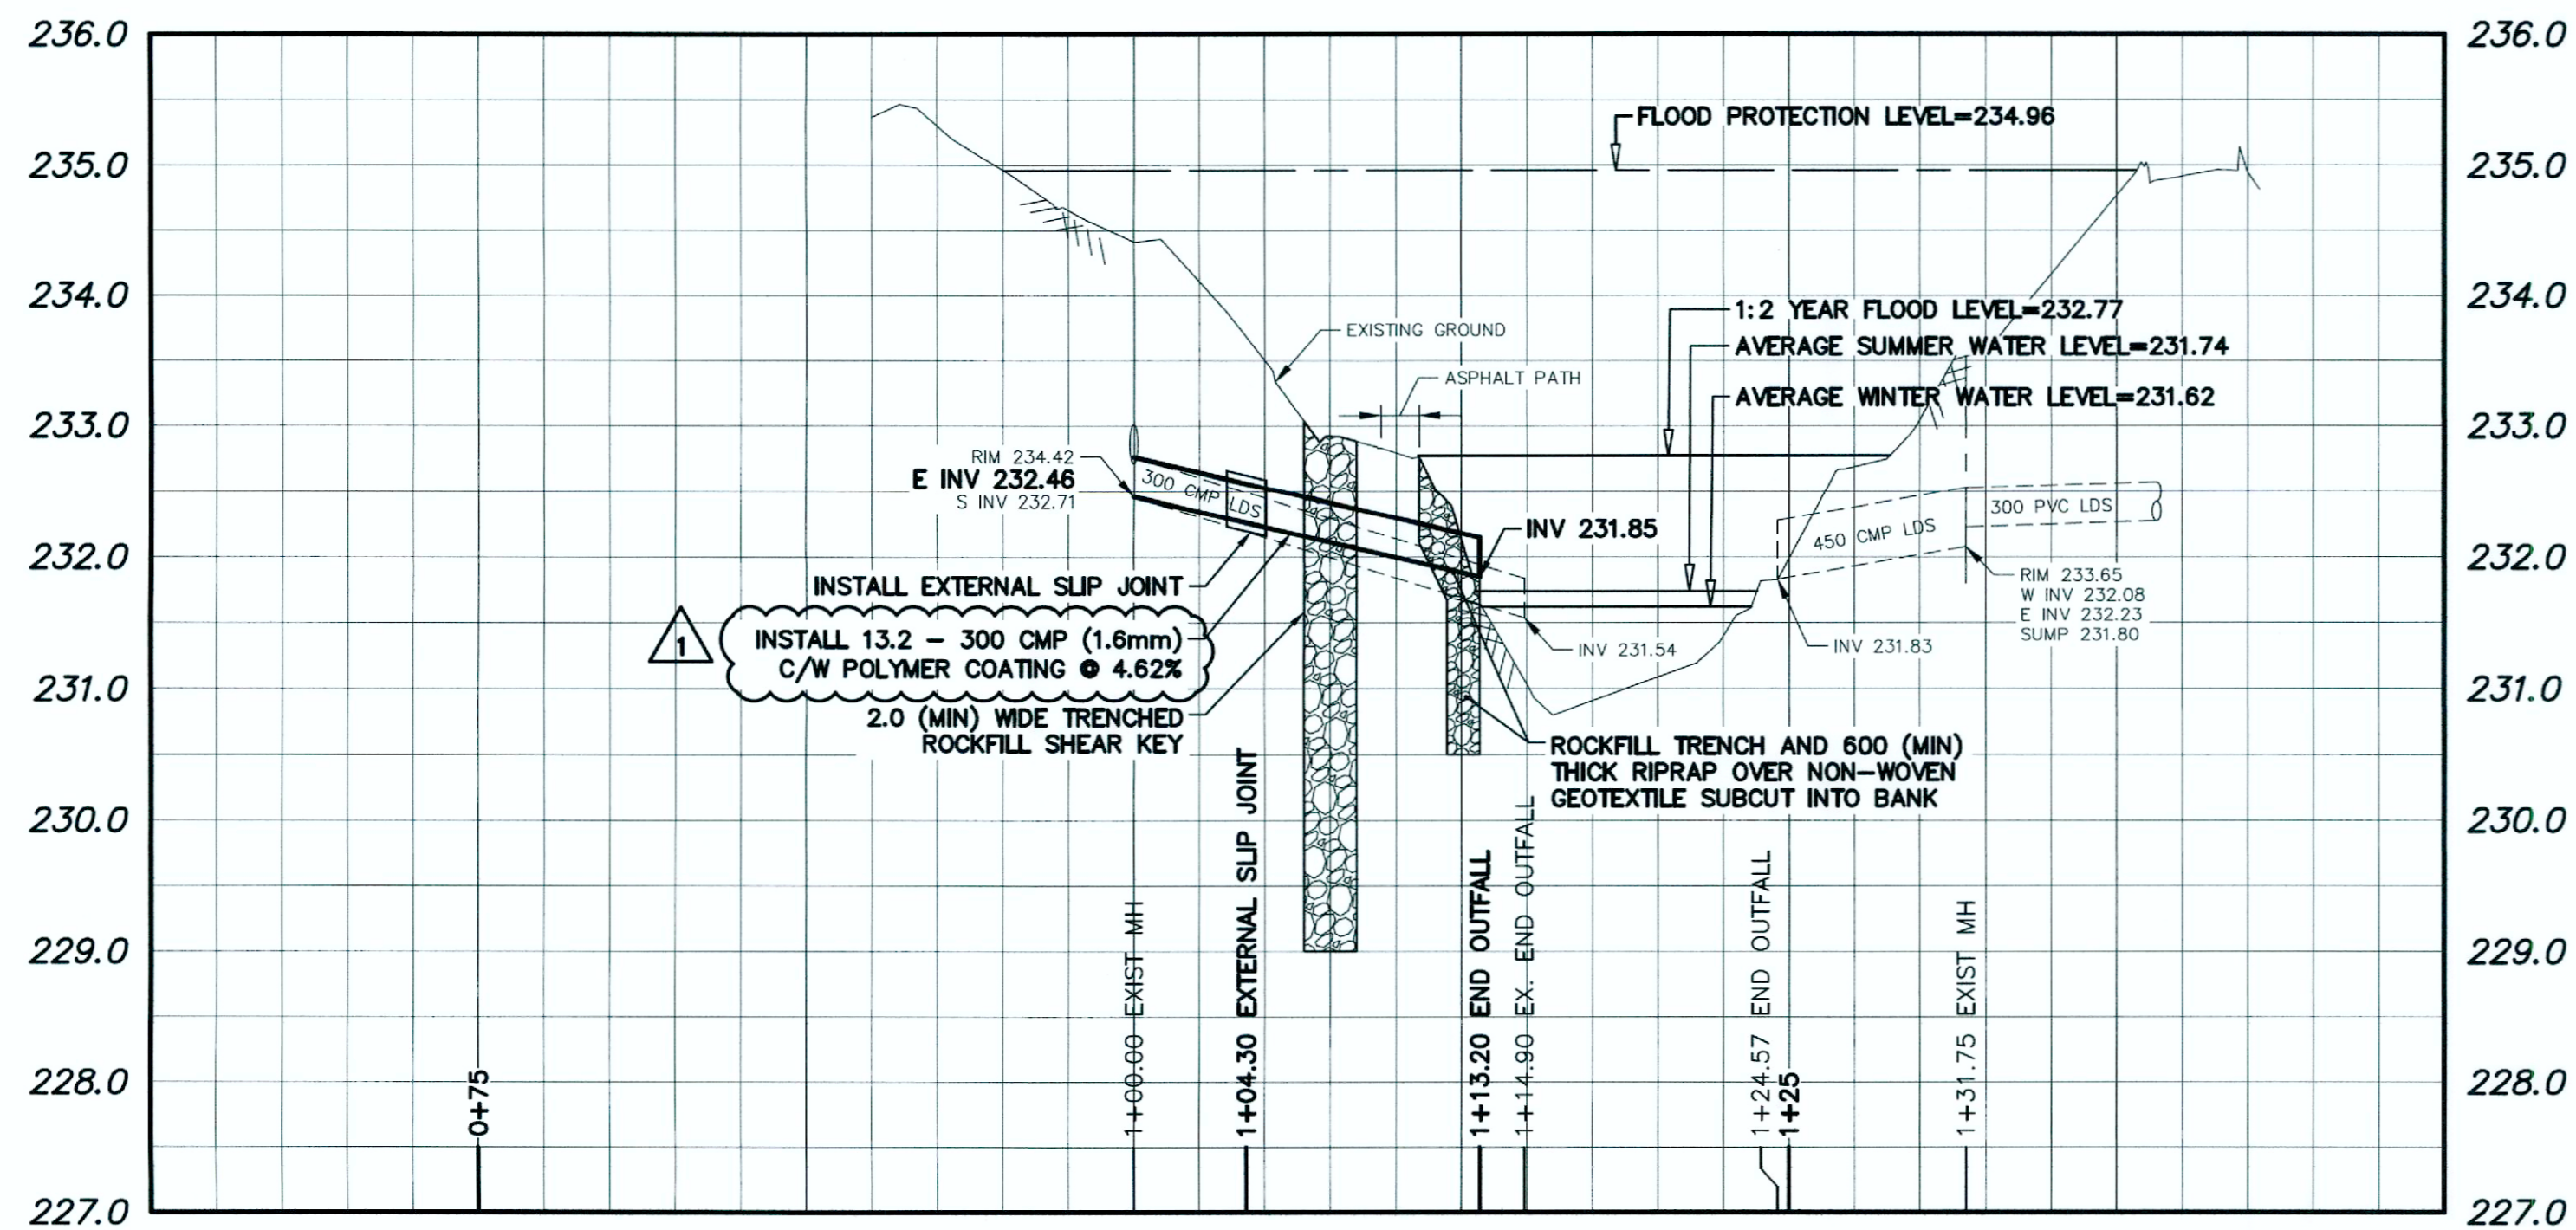 236.0
236.0
FLOOD PROTECTION LEVEL=234.96
235.0
235.0
234.0
234.0
1:2 YEAR FLOOD LEVEL=232.77
EXISTING GROUND
AVERAGE SUMMER WATER LEVEL=231.74
ASPHALT PATH
AVERAGE WINTER WATER LEVEL=231.62
233.0
233.0
RIM 234.42
E INV 232.46
S INV 232.71
300 CMP LDS
300 PVC LDS
INV 231.85
450 CMP LDS
232.0
232.0
INSTALL EXTERNAL SLIP JOINT
RIM 233.65
W INV 232.08
E INV 232.23
SUMP 231.80
1
INSTALL 13.2 - 300 CMP (1.6mm)
C/W POLYMER COATING @ 4.62%
INV 231.54
INV 231.83
231.0
231.0
2.0 (MIN) WIDE TRENCHED
ROCKFILL SHEAR KEY
ROCKFILL TRENCH AND 600 (MIN)
THICK RIPRAP OVER NON-WOVEN
GEOTEXTILE SUBCUT INTO BANK
230.0
230.0
229.0
229.0
228.0
228.0
0+75
1+00.00 EXIST MH
1+04.30 EXTERNAL SLIP JOINT
1+13.20 END OUTFALL
1+14.90 EX. END OUTFALL
1+24.57 END OUTFALL
1+25
1+31.75 EXIST MH
227.0
227.0